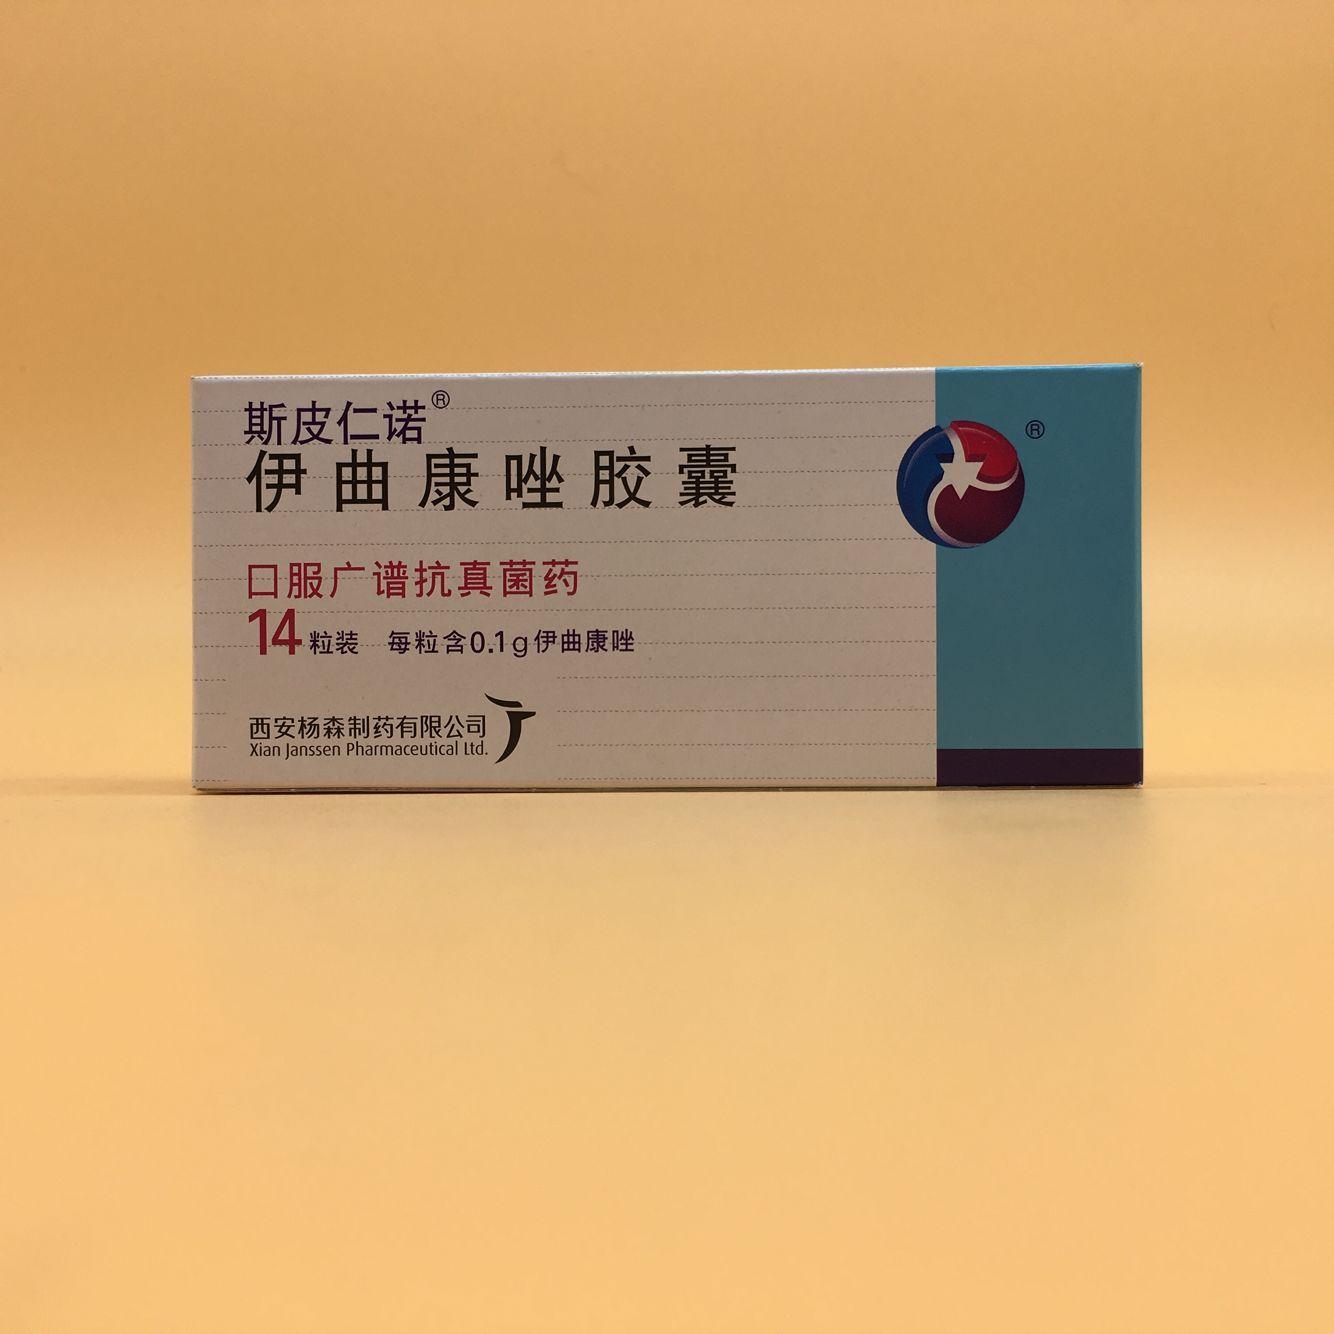 斯皮仁诺®
伊曲康唑胶囊
®
口服广谱抗真菌药
14粒装 每粒含0.1g伊曲康唑
西安杨森制药有限公司
Xian Janssen Pharmaceutical Ltd.